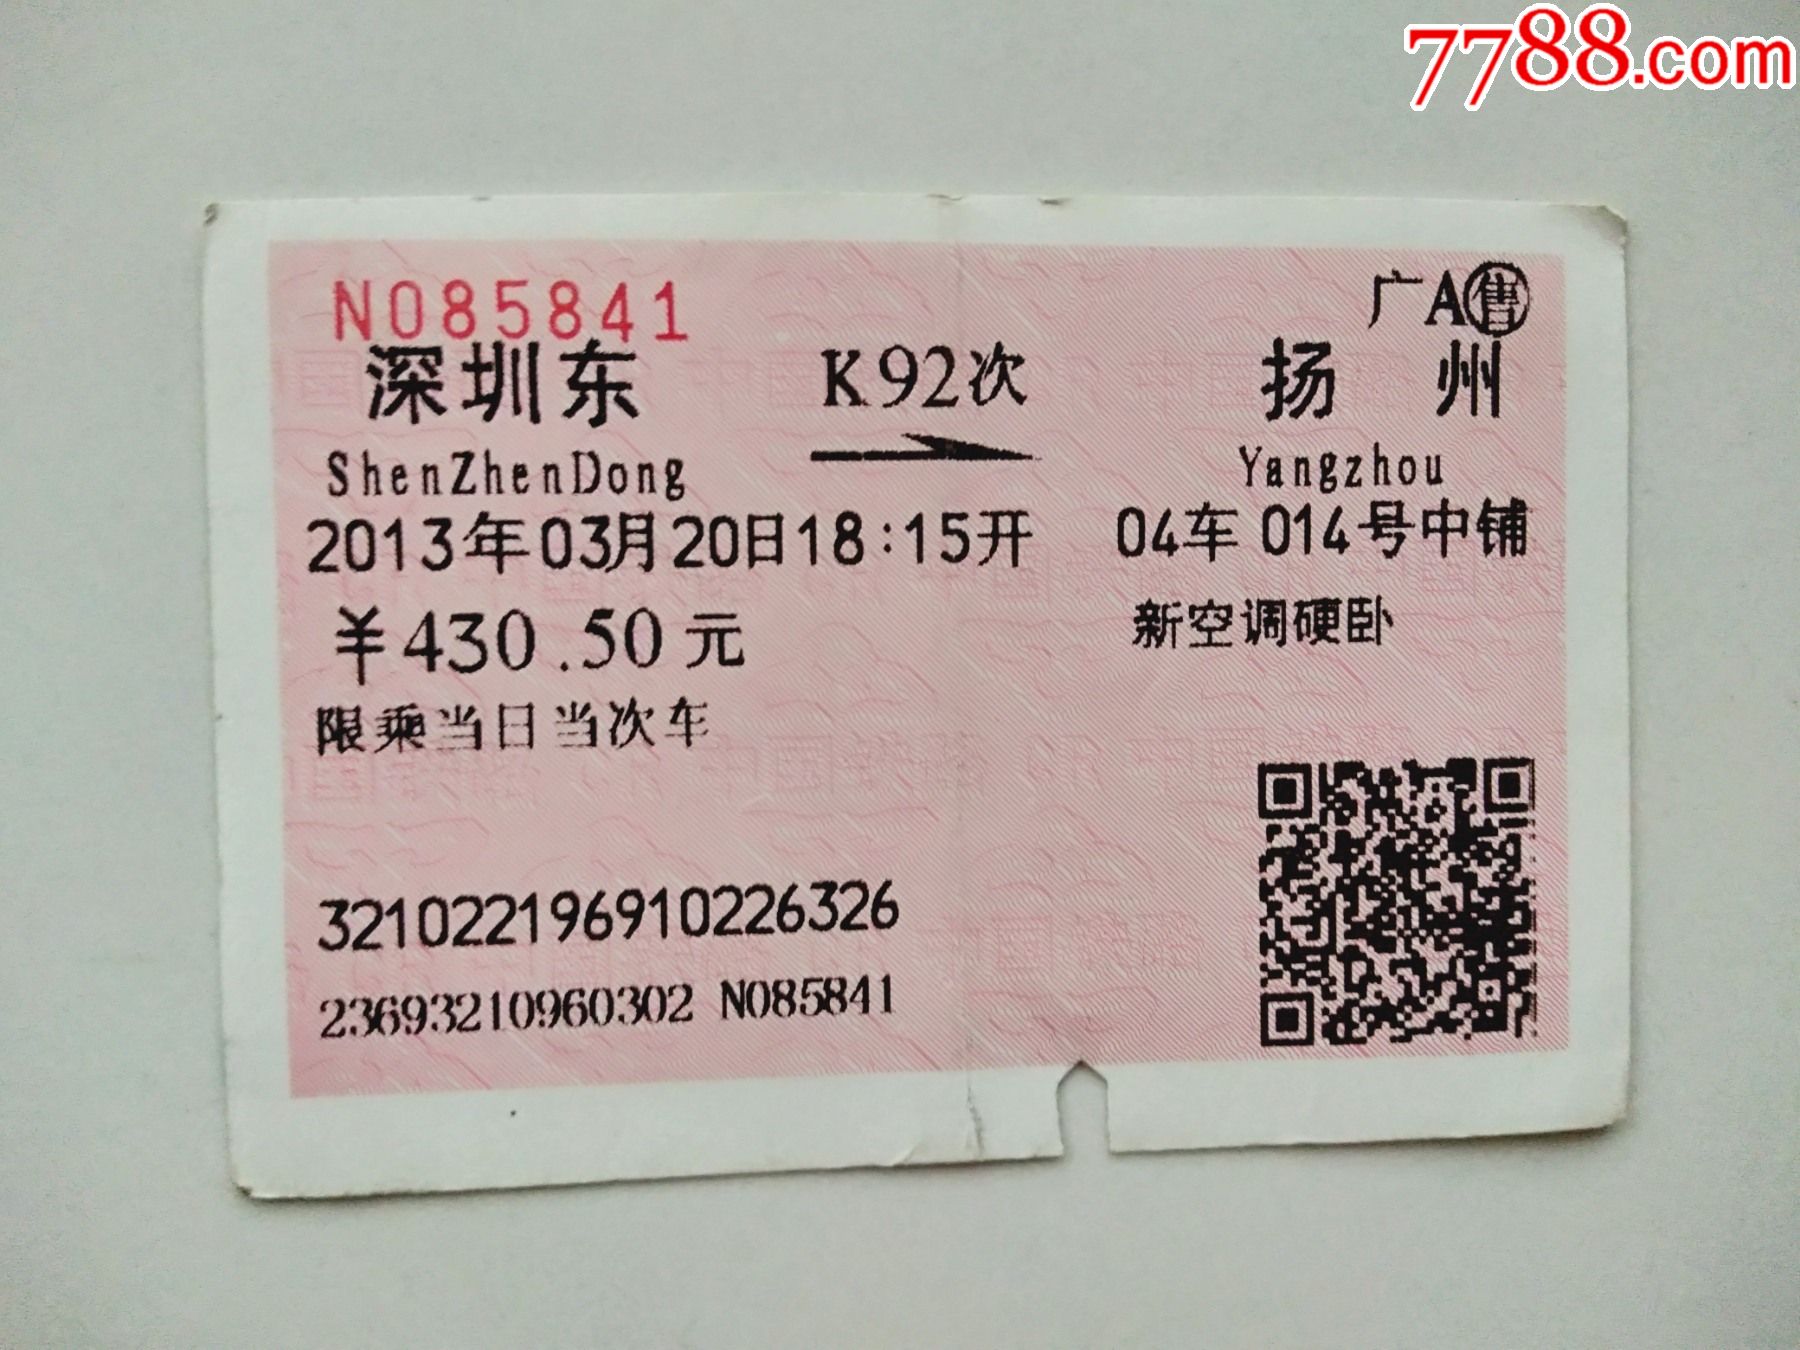 7788.com
N085841
广A售
深圳东 K92次 扬州
ShenZhenDong Yangzhou
2013年03月20日18:15开 04车 014号中铺
¥430.50元 新空调硬卧
限乘当日当次车
321022196910226326
23693210960302 N085841